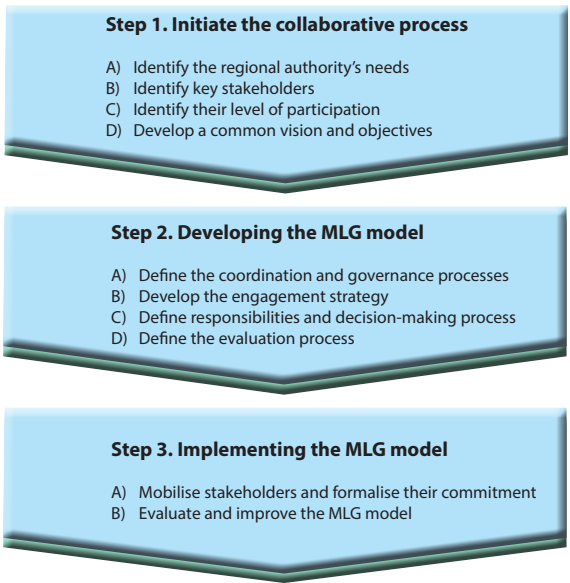 Step 1. Initiate the collaborative process
A) Identify the regional authority's needs
B) Identify key stakeholders
C) Identify their level of participation
D) Develop a common vision and objectives
Step 2. Developing the MLG model
A) Define the coordination and governance processes
B) Develop the engagement strategy
C) Define responsibilities and decision-making process
D) Define the evaluation process
Step 3. Implementing the MLG model
A) Mobilise stakeholders and formalise their commitment
B) Evaluate and improve the MLG model